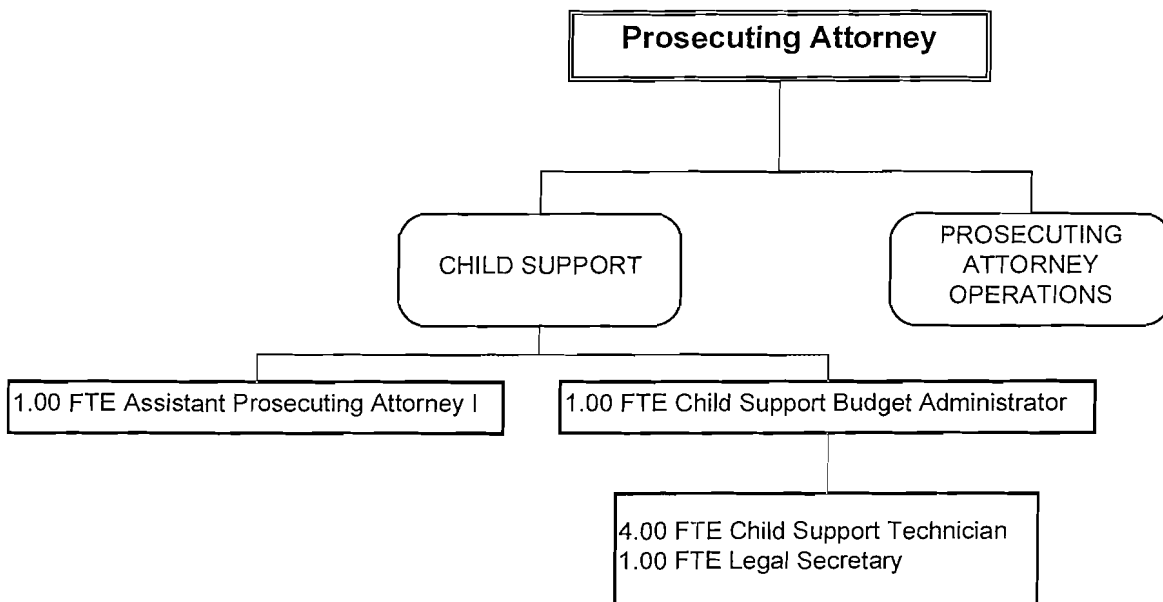 Prosecuting Attorney
CHILD SUPPORT
PROSECUTING
ATTORNEY
OPERATIONS
1.00 FTE Assistant Prosecuting Attorney I
1.00 FTE Child Support Budget Administrator
4.00 FTE Child Support Technician
1.00 FTE Legal Secretary